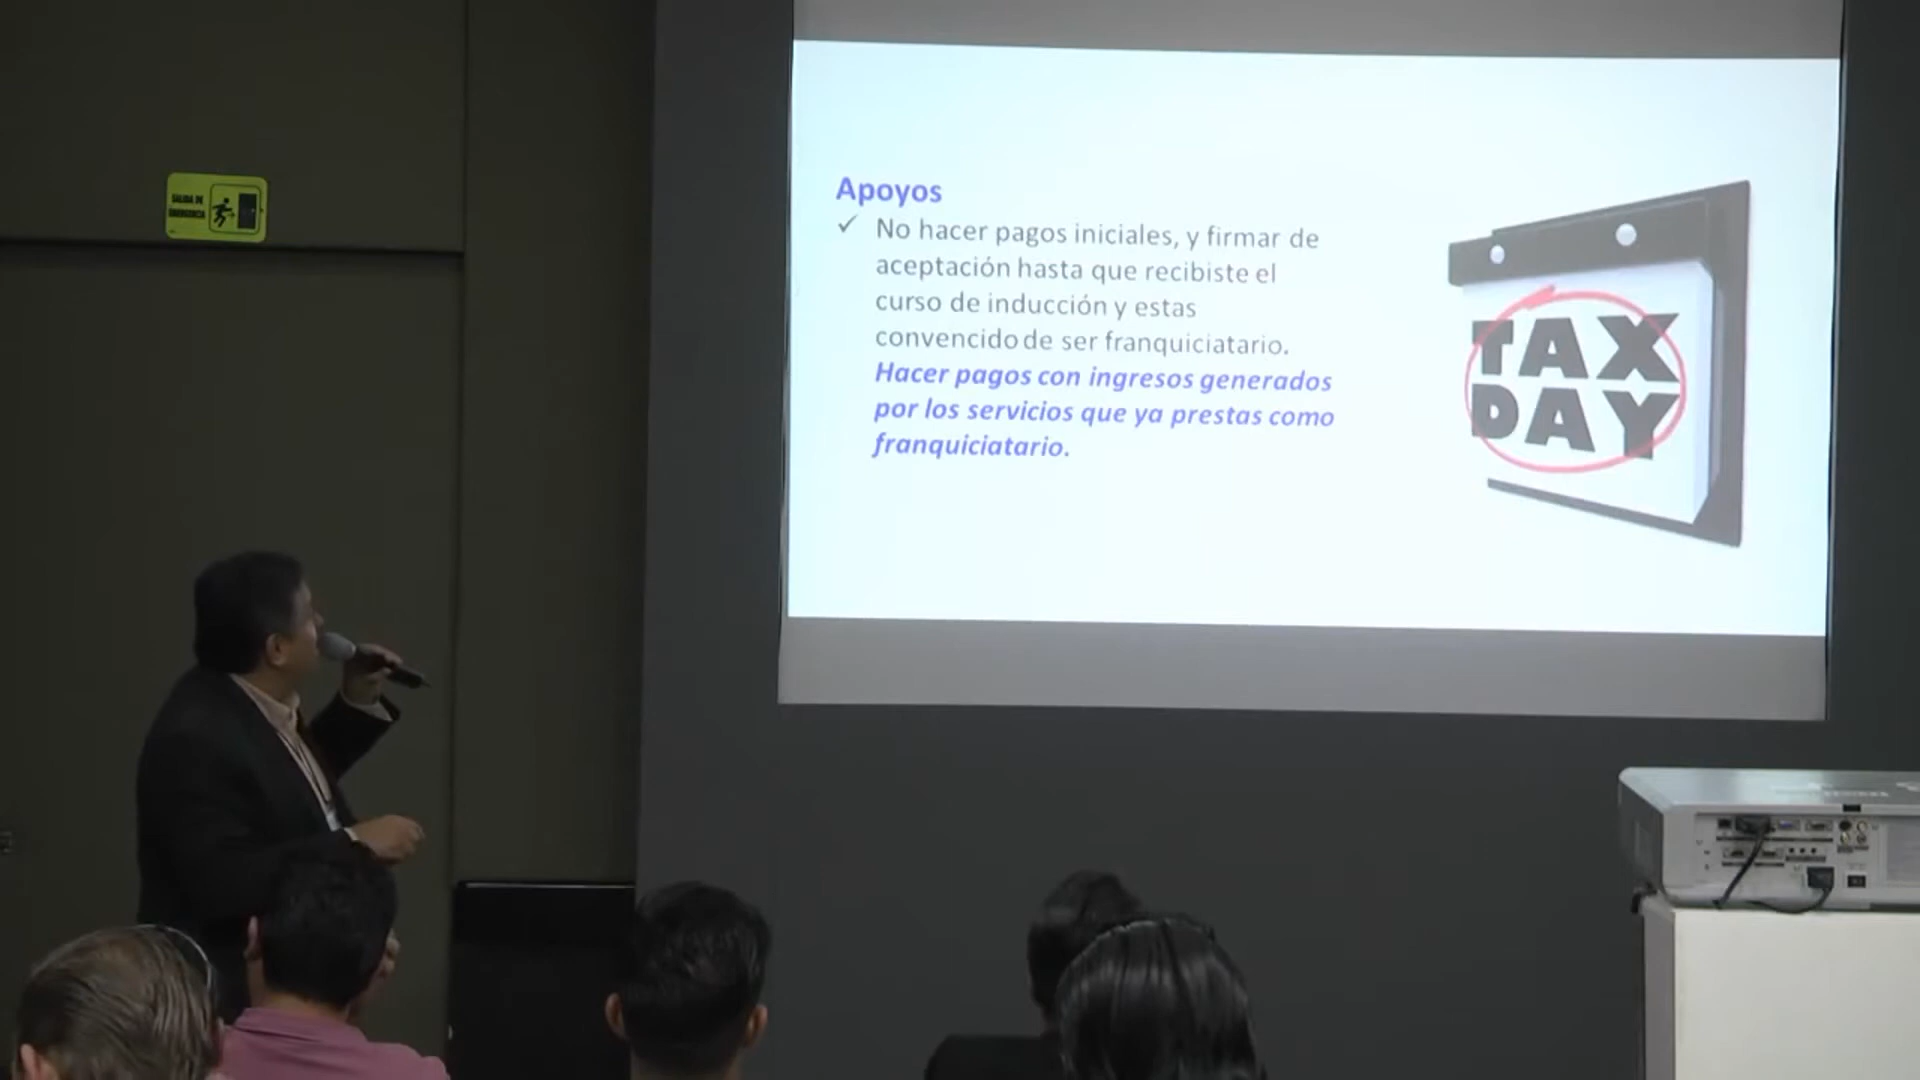 SALIDA DE
EMERGENCIA
Apoyos
✓ No hacer pagos iniciales, y firmar de
aceptación hasta que recibiste el
curso de inducción y estas
convencido de ser franquiciatario.
Hacer pagos con ingresos generados
por los servicios que ya prestas como
franquiciatario.
TAX
DAY